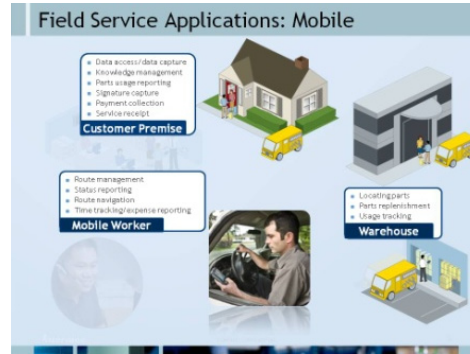 Field Service Applications: Mobile
Data access/data capture
Knowledge management
Parts usage reporting
Signature capture
Payment collection
Service receipt
Customer Premise
Route management
Status reporting
Route navigation
Time tracking/expense reporting
Mobile Worker
Locating parts
Parts replenishment
Usage tracking
Warehouse